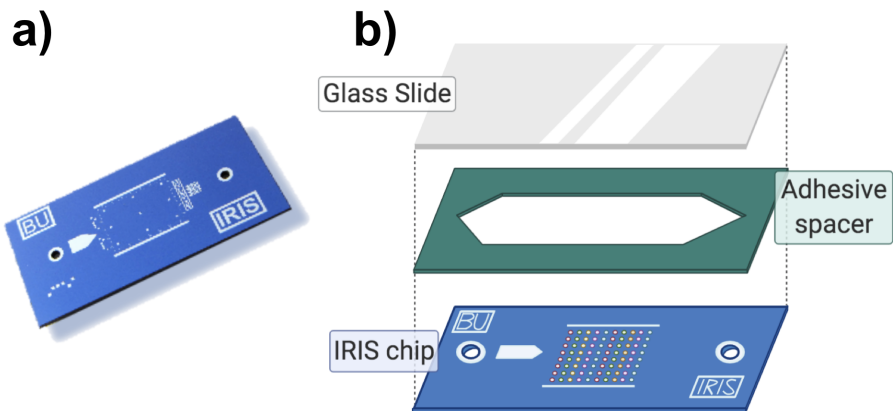 a)
BU
IRIS
b)
Glass Slide
Adhesive
spacer
BU
IRIS chip
IRIS